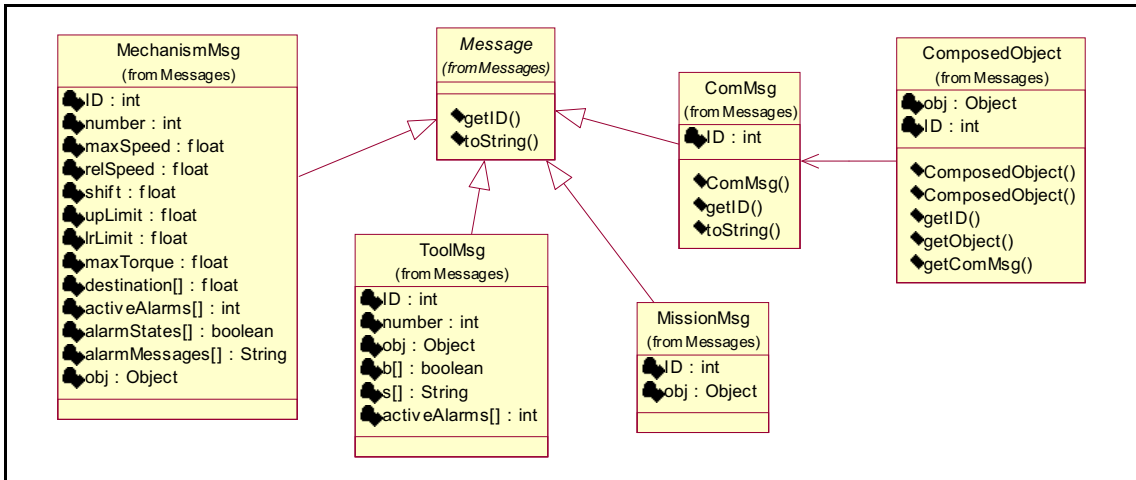 MechanismMsg
(from Messages)
ID : int
number : int
maxSpeed : float
relSpeed : float
shift : float
upLimit : float
lrLimit : float
maxTorque : float
destination[] : float
activeAlarms[] : int
alarmStates[] : boolean
alarmMessages[] : String
obj : Object
Message
(from Messages)
getID()
toString()
ToolMsg
(from Messages)
ID : int
number : int
obj : Object
b[] : boolean
s[] : String
activeAlarms[] : int
MissionMsg
(from Messages)
ID : int
obj : Object
ComMsg
(from Messages)
ID : int
ComMsg()
getID()
toString()
ComposedObject
(from Messages)
obj : Object
ID : int
ComposedObject()
ComposedObject()
getID()
getObject()
getComMsg()